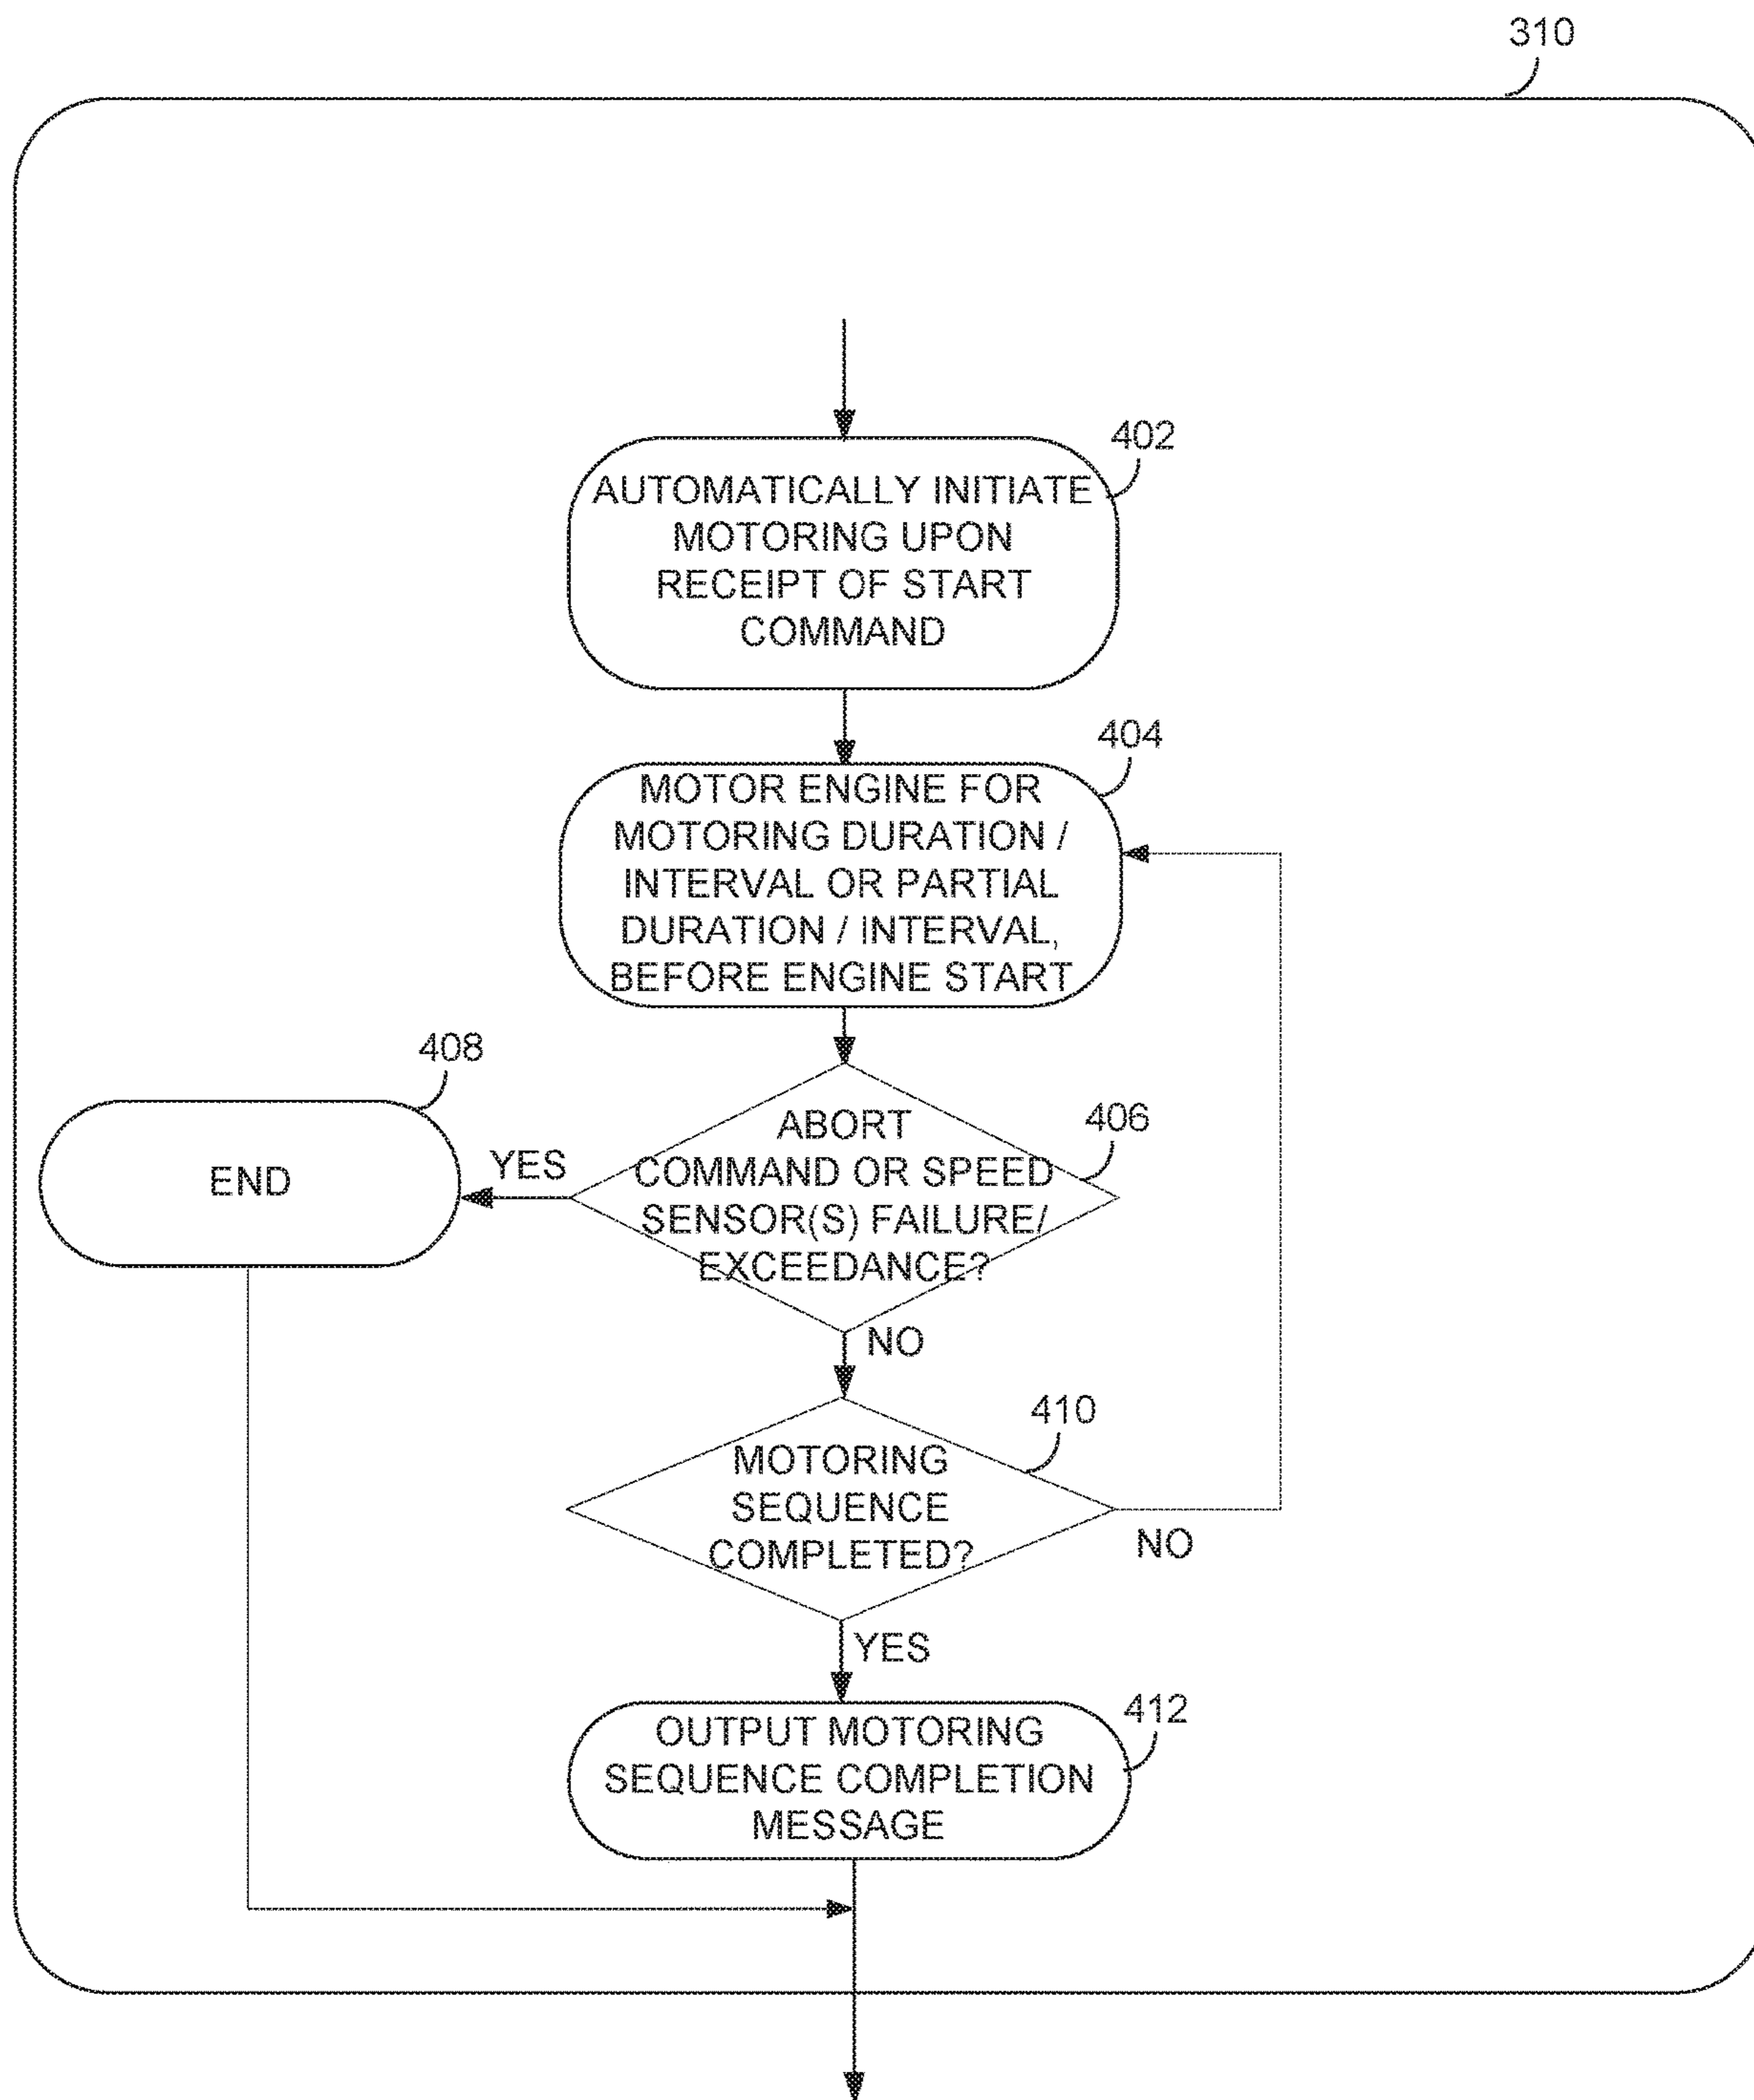 310
402
AUTOMATICALLY INITIATE
MOTORING UPON
RECEIPT OF START
COMMAND
404
MOTOR ENGINE FOR
MOTORING DURATION /
INTERVAL OR PARTIAL
DURATION / INTERVAL,
BEFORE ENGINE START
408
END
YES
406
ABORT
COMMAND OR SPEED
SENSOR(S) FAILURE/
EXCEEDANCE?
NO
410
MOTORING
SEQUENCE
COMPLETED?
NO
YES
412
OUTPUT MOTORING
SEQUENCE COMPLETION
MESSAGE